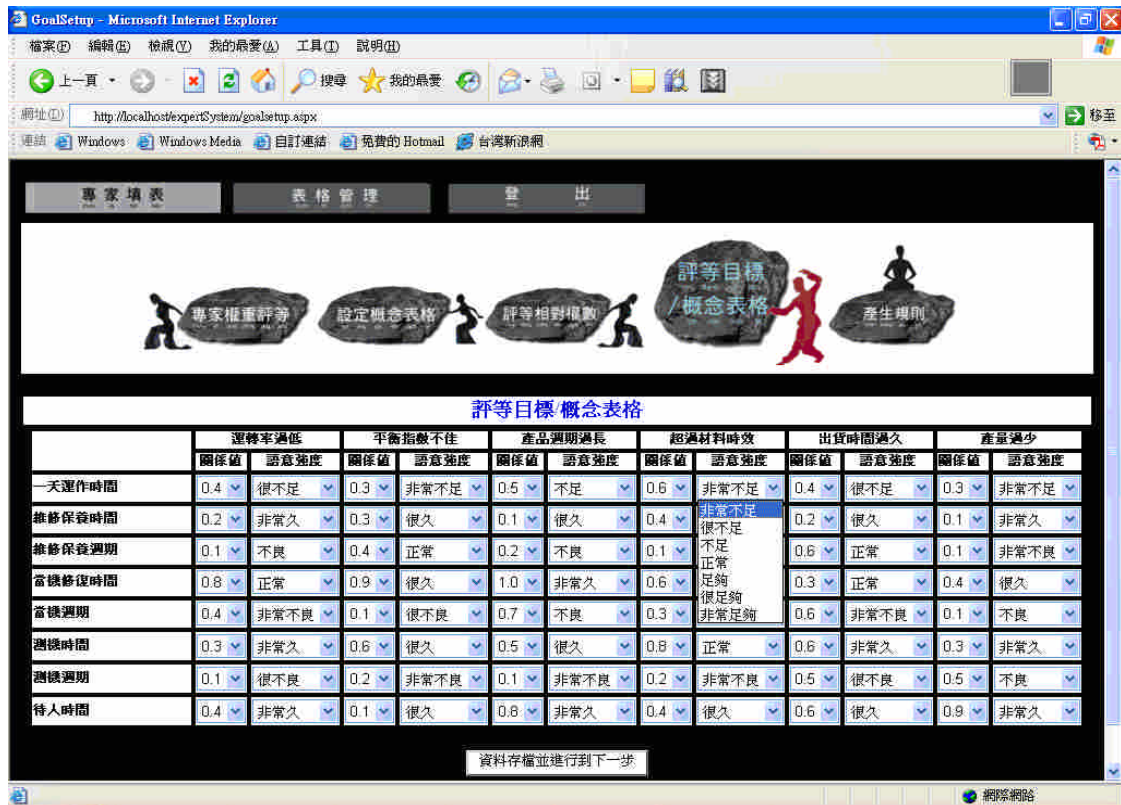 GoalSetup - Microsoft Internet Explorer
檔案(F) 編輯(E) 檢視(V) 我的最愛(A) 工具(T) 說明(H)
上一頁 搜尋 我的最愛
網址(D) http://localhost/expertSystem/goalsetup.aspx 移至
連結 Windows Windows Media 自訂連結 免費的 Hotmail 台灣新浪網
專家填表 表格管理 登出
專家權重評等 設定概念表格 評等相對權數 評等目標/概念表格 產生規則
評等目標/概念表格
運轉率過低 平衡指數不佳 產品週期過長 超過材料時效 出貨時間過久 產量過少
關係值 語意強度 關係值 語意強度 關係值 語意強度 關係值 語意強度 關係值 語意強度 關係值 語意強度
一天運作時間 0.4 很不足 0.3 非常不足 0.5 不足 0.6 非常不足 0.4 很不足 0.3 非常不足
維修保養時間 0.2 非常久 0.3 很久 0.1 很久 0.4 非常不足 0.2 很久 0.1 非常久
很不足
維修保養週期 0.1 不良 0.4 正常 0.2 不良 0.1 不足 0.6 正常 0.1 非常不良
正常
當機修復時間 0.8 正常 0.9 很久 1.0 非常久 0.6 足夠 0.3 正常 0.4 很久
很足夠
當機週期 0.4 非常不良 0.1 很不良 0.7 不良 0.3 非常足夠 0.6 非常不良 0.1 不良
測機時間 0.3 非常久 0.6 很久 0.5 很久 0.8 正常 0.6 非常久 0.3 非常久
測機週期 0.1 很不良 0.2 非常不良 0.1 非常不良 0.2 非常不良 0.5 很不良 0.5 不良
待人時間 0.4 非常久 0.1 很久 0.8 非常久 0.4 很久 0.6 很久 0.9 非常久
資料存檔並進行到下一步
網際網路